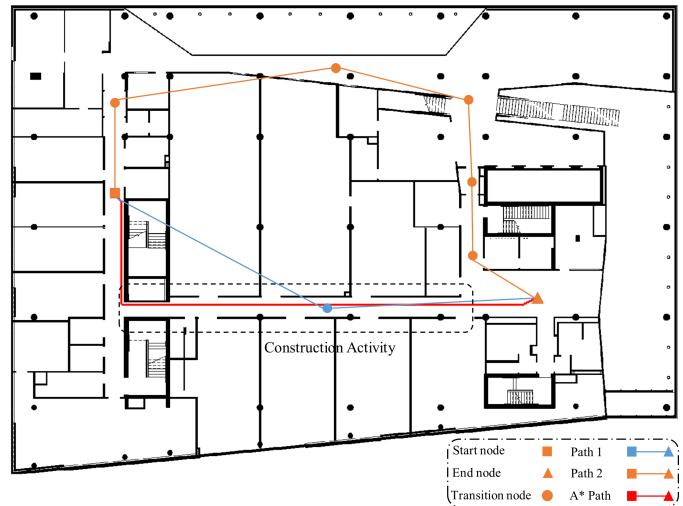 Construction Activity
Start node Path 1
End node Path 2
Transition node A* Path